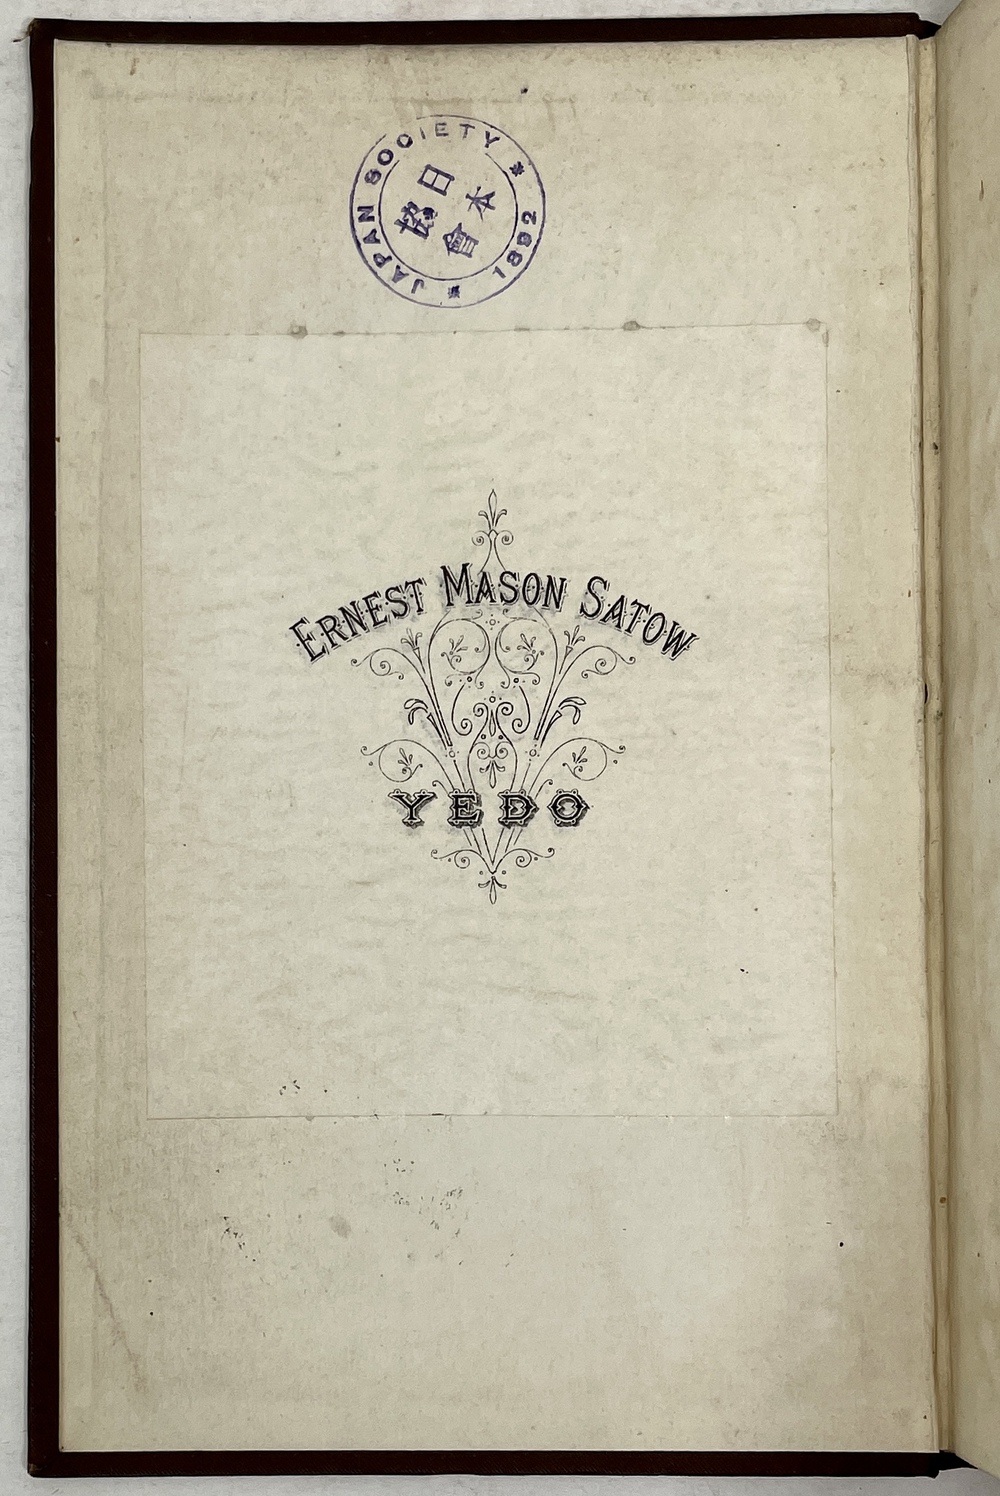 JAPAN SOCIETY * 1892 *
日本
協會
ERNEST MASON SATOW
YEDO